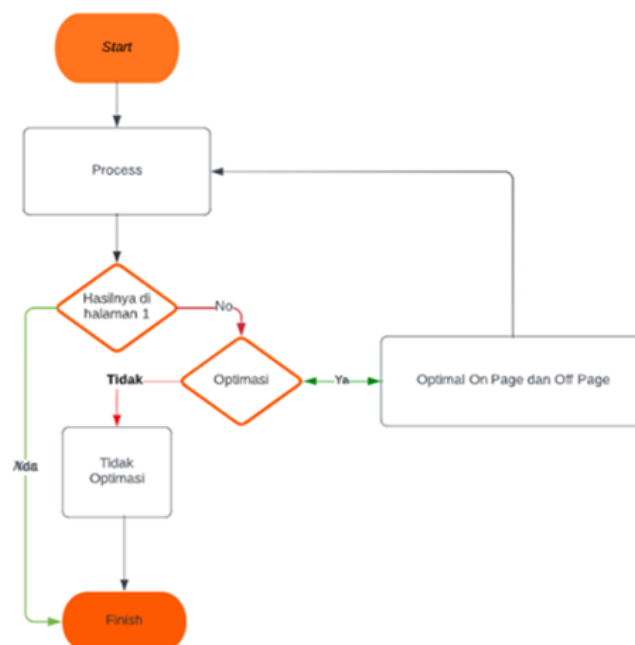 Start
Process
Hasilnya di
halaman 1
No
Optimasi
Ya
Optimal On Page dan Off Page
Tidak
Tidak
Optimasi
Finish